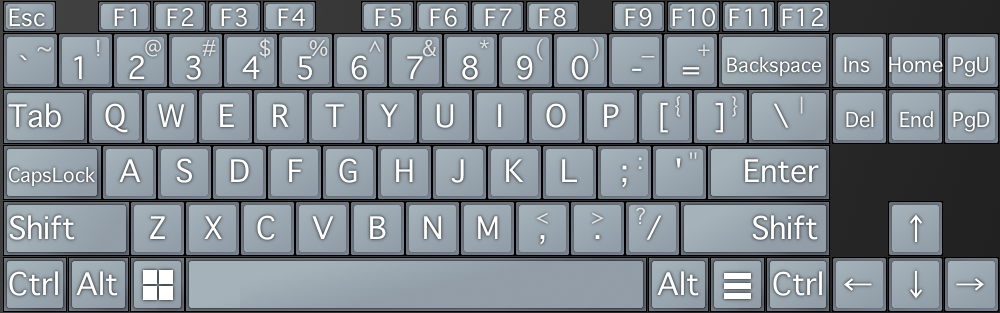 Esc F1 F2 F3 F4 F5 F6 F7 F8 F9 F10 F11 F12
` ~ 1 ! 2 @ 3 # 4 $ 5 % 6 ^ 7 & 8 * 9 ( 0 ) - _ = + Backspace Ins Home PgU
Tab Q W E R T Y U I O P [ { ] } \ | Del End PgD
CapsLock A S D F G H J K L ; : ' " Enter
Shift Z X C V B N M , < . > / ? Shift ↑
Ctrl Alt Alt Ctrl ← ↓ →